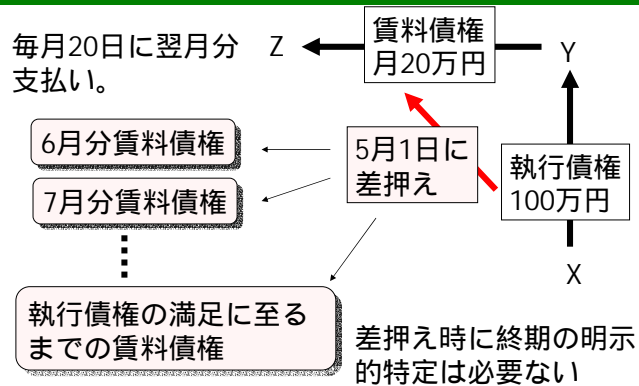 毎月20日に翌月分
支払い。
Z
賃料債権
月20万円
Y
6月分賃料債権
7月分賃料債権
5月1日に
差押え
執行債権
100万円
X
執行債権の満足に至る
までの賃料債権
差押え時に終期の明示
的特定は必要ない